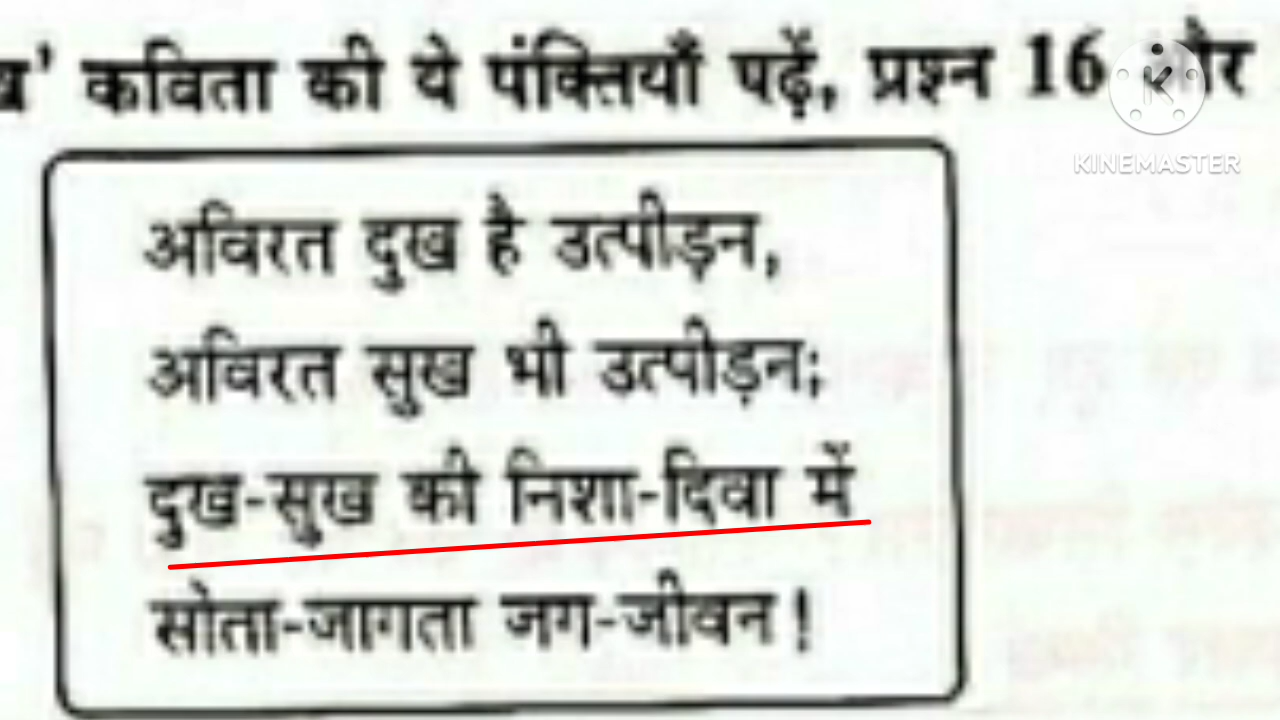 ख' कविता की ये पंक्तियाँ पढ़ें, प्रश्न 16 और
KINEMASTER
अविरत दुख है उत्पीड़न,
अविरत सुख भी उत्पीड़न;
दुख-सुख की निशा-दिवा में
सोता-जागता जग-जीवन !